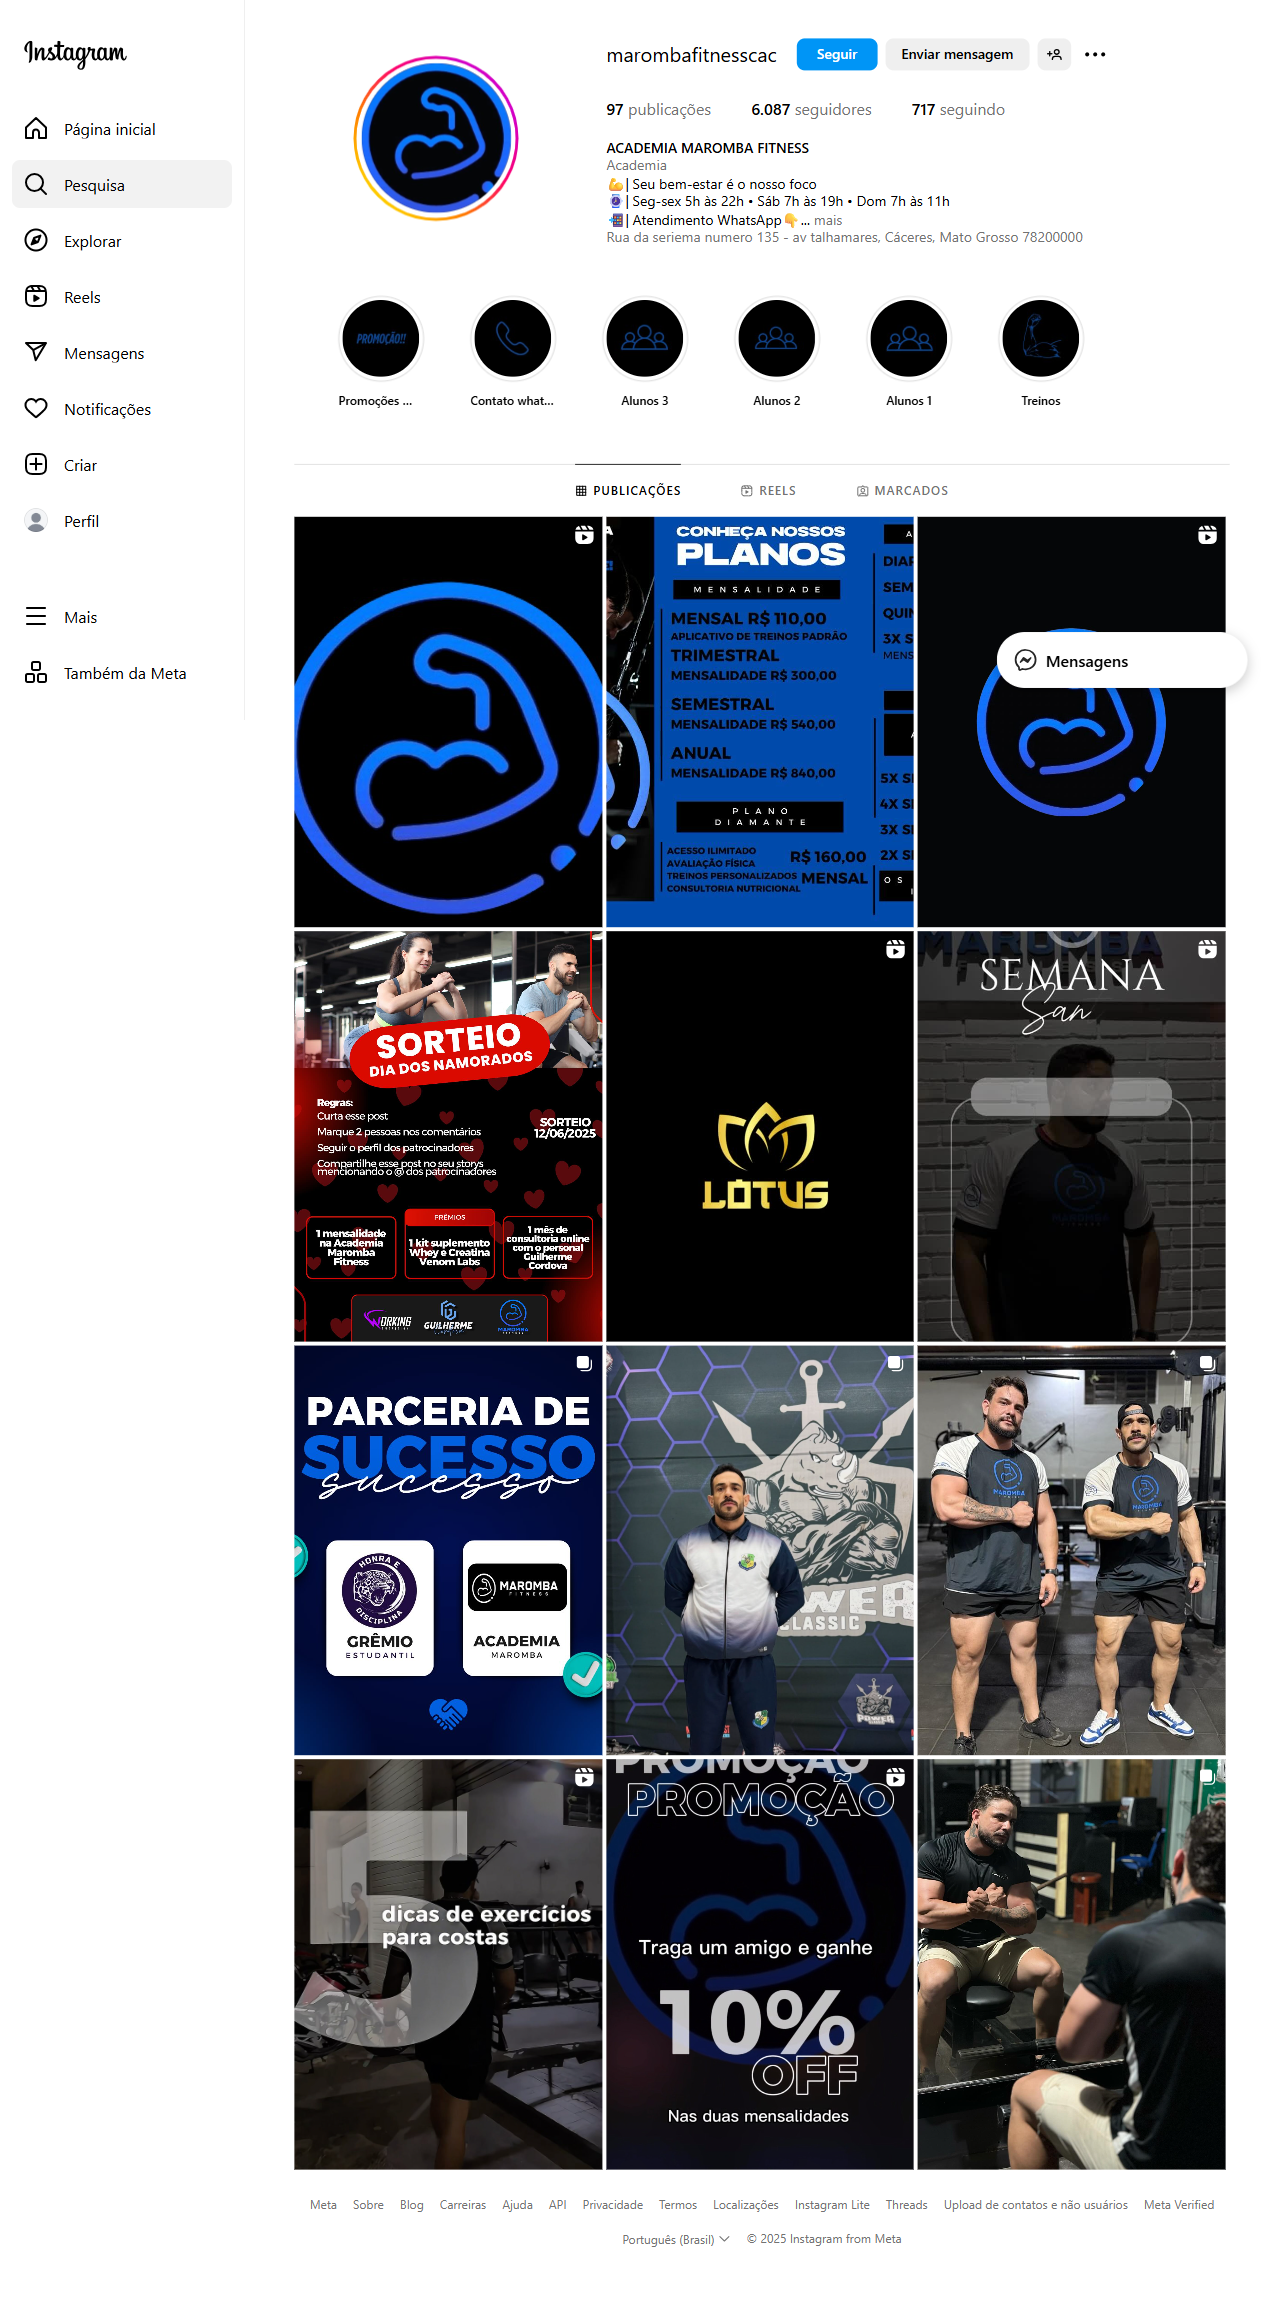 Instagram
Página inicial
Pesquisa
Explorar
Reels
Mensagens
Notificações
Criar
Perfil
Mais
Também da Meta
marombafitnesscac
Seguir
Enviar mensagem
97 publicações
6.087 seguidores
717 seguindo
ACADEMIA MAROMBA FITNESS
Academia
💪| Seu bem-estar é o nosso foco
⌚| Seg-sex 5h às 22h • Sáb 7h às 19h • Dom 7h às 11h
📲| Atendimento WhatsApp👇... mais
Rua da seriema numero 135 - av talhamares, Cáceres, Mato Grosso 78200000
PROMOÇÃO!!
Promoções ...
Contato what...
Alunos 3
Alunos 2
Alunos 1
Treinos
PUBLICAÇÕES
REELS
MARCADOS
CONHEÇA NOSSOS
PLANOS
MENSALIDADE
MENSAL R$ 110,00
APLICATIVO DE TREINOS PADRÃO
TRIMESTRAL
MENSALIDADE R$ 300,00
SEMESTRAL
MENSALIDADE R$ 540,00
ANUAL
MENSALIDADE R$ 840,00
PLANO
DIAMANTE
ACESSO ILIMITADO
AVALIAÇÃO FÍSICA
TREINOS PERSONALIZADOS
CONSULTORIA NUTRICIONAL
R$ 160,00
MENSAL
A
DIAR
SEM
QUIN
3X S
MENS
5X SE
4X S
3X S
2X S
OS
Mensagens
SORTEIO
DIA DOS NAMORADOS
Regras:
Curta esse post
Marque 2 pessoas nos comentários
Seguir o perfil dos patrocinadores
Compartilhe esse post no seu storys
mencionando o @ dos patrocinadores
SORTEIO
12/06/2025
PRÊMIOS
1 mensalidade
na Academia
Maromba
Fitness
1 kit suplemento
Whey e Creatina
Venom Labs
1 mês de
consultoria online
com o personal
Guilherme
Cordova
WORKING
GUILHERME
MAROMBA
LÓTUS
MAROMBA
SEMANA
San
MAROMBA
PARCERIA DE
SUCESSO
sucesso
HONRA E
DISCIPLINA
GRÊMIO
ESTUDANTIL
MAROMBA
FITNESS
ACADEMIA
MAROMBA
POWER
CLASSIC
POWER
MAROMBA
MAROMBA
5
dicas de exercícios
para costas
PROMOÇÃO
PROMOÇÃO
Traga um amigo e ganhe
10%
OFF
Nas duas mensalidades
Meta
Sobre
Blog
Carreiras
Ajuda
API
Privacidade
Termos
Localizações
Instagram Lite
Threads
Upload de contatos e não usuários
Meta Verified
Português (Brasil)
© 2025 Instagram from Meta